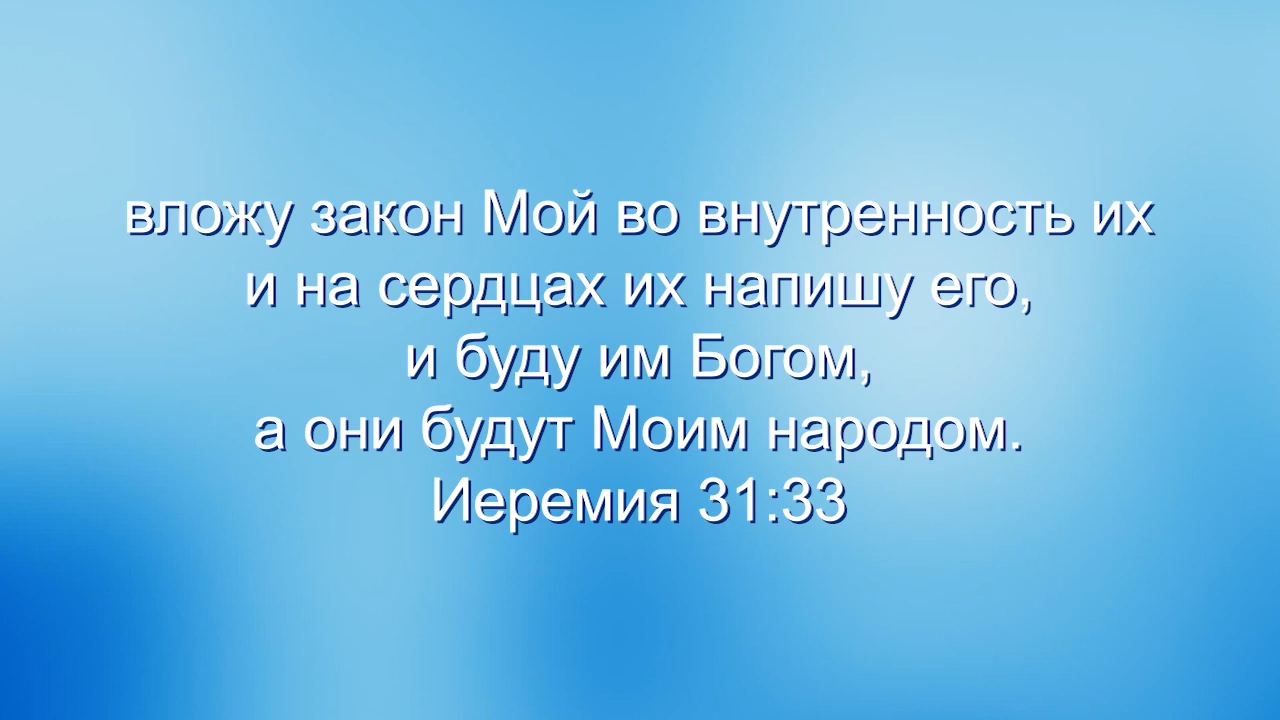 вложу закон Мой во внутренность их
и на сердцах их напишу его,
и буду им Богом,
а они будут Моим народом.
Иеремия 31:33